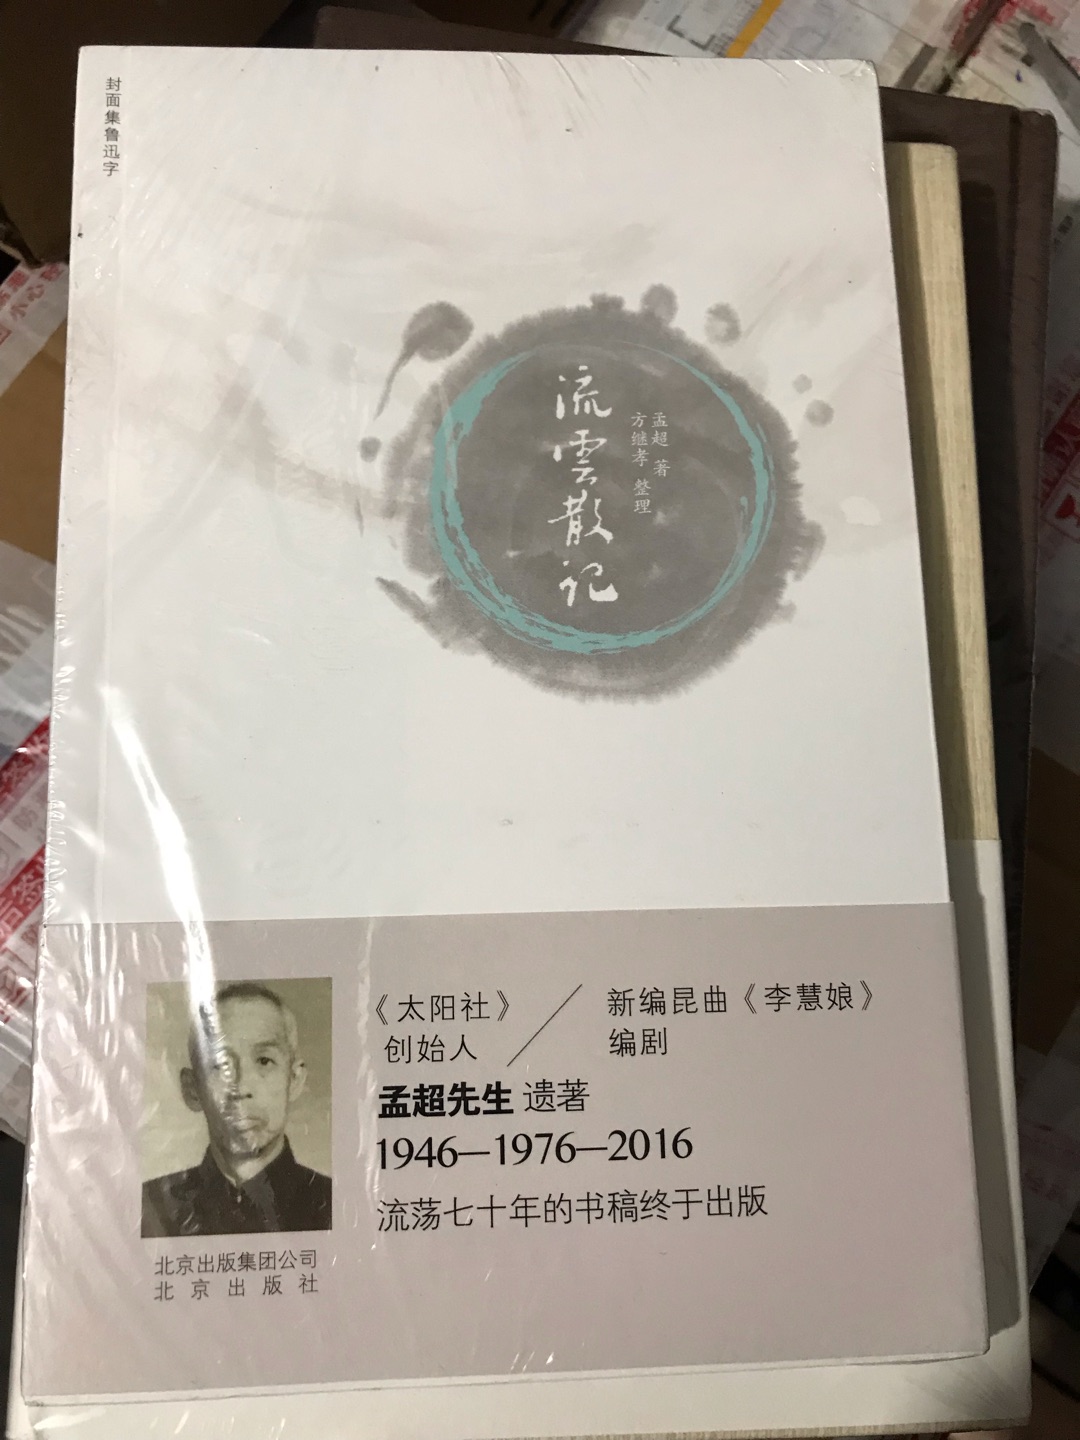 封面集鲁迅字
流雲散记
孟超 著
方继孝 整理
《太阳社》
创始人
新编昆曲《李慧娘》
编剧
孟超先生 遗著
1946—1976—2016
流荡七十年的书稿终于出版
北京出版集团公司
北京出版社